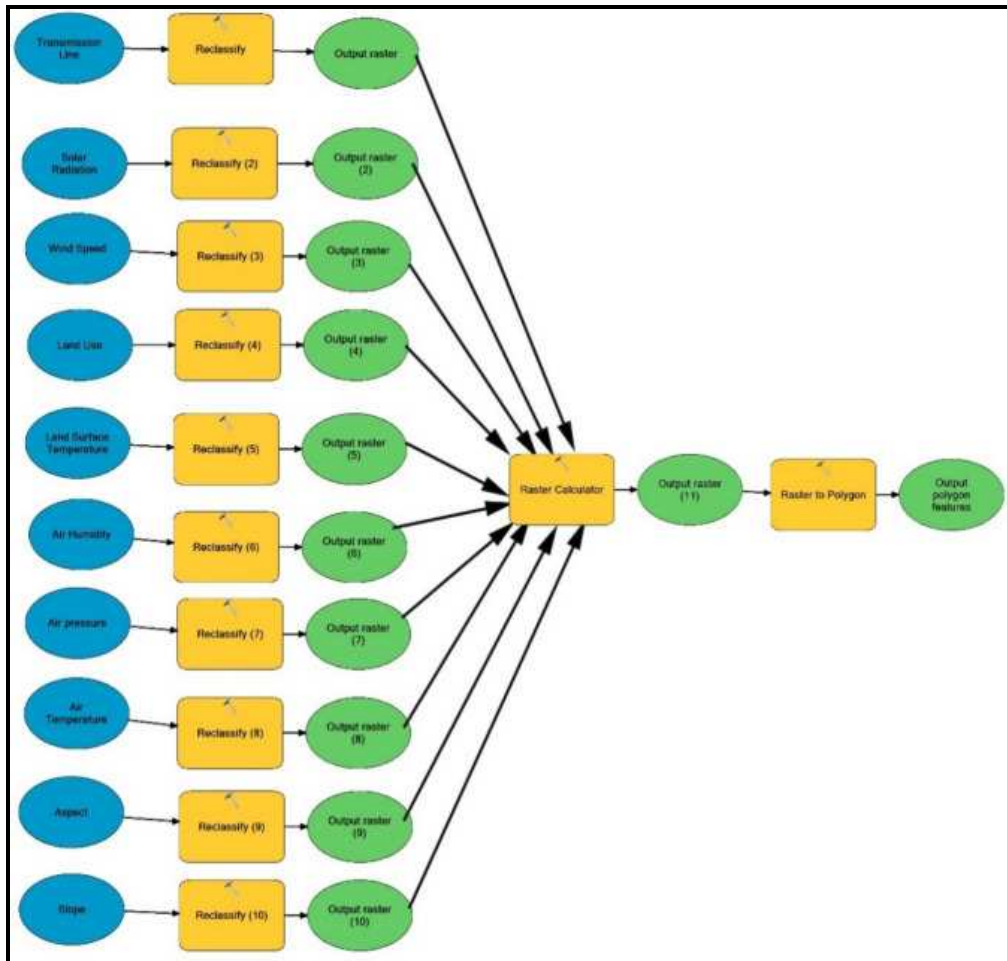 Transmission
Line
Reclassify
Output raster
Solar
Radiation
Reclassify (2)
Output raster
(2)
Wind Speed
Reclassify (3)
Output raster
(3)
Land Use
Reclassify (4)
Output raster
(4)
Land Surface
Temperature
Reclassify (5)
Output raster
(5)
Raster Calculator
Output raster
(11)
Raster to Polygon
Output
polygon
features
Air Humidity
Reclassify (6)
Output raster
(6)
Air pressure
Reclassify (7)
Output raster
(7)
Air
Temperature
Reclassify (8)
Output raster
(8)
Aspect
Reclassify (9)
Output raster
(9)
Slope
Reclassify (10)
Output raster
(10)